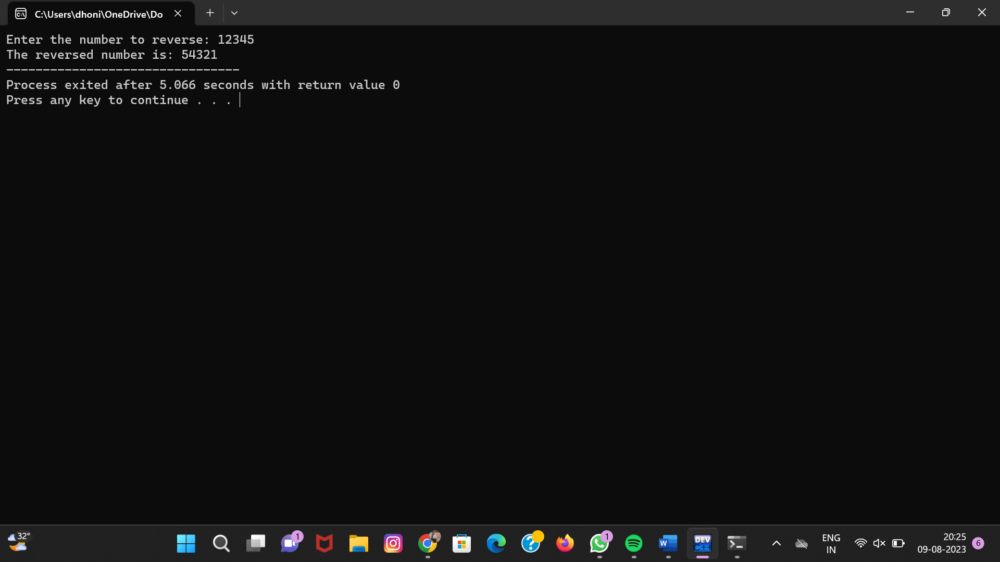 C:\Users\dhoni\OneDrive\Do
Enter the number to reverse: 12345
The reversed number is: 54321
--------------------------------
Process exited after 5.066 seconds with return value 0
Press any key to continue . . .
32°
1
1
W
DEV
C++
ENG
IN
20:25
09-08-2023
6